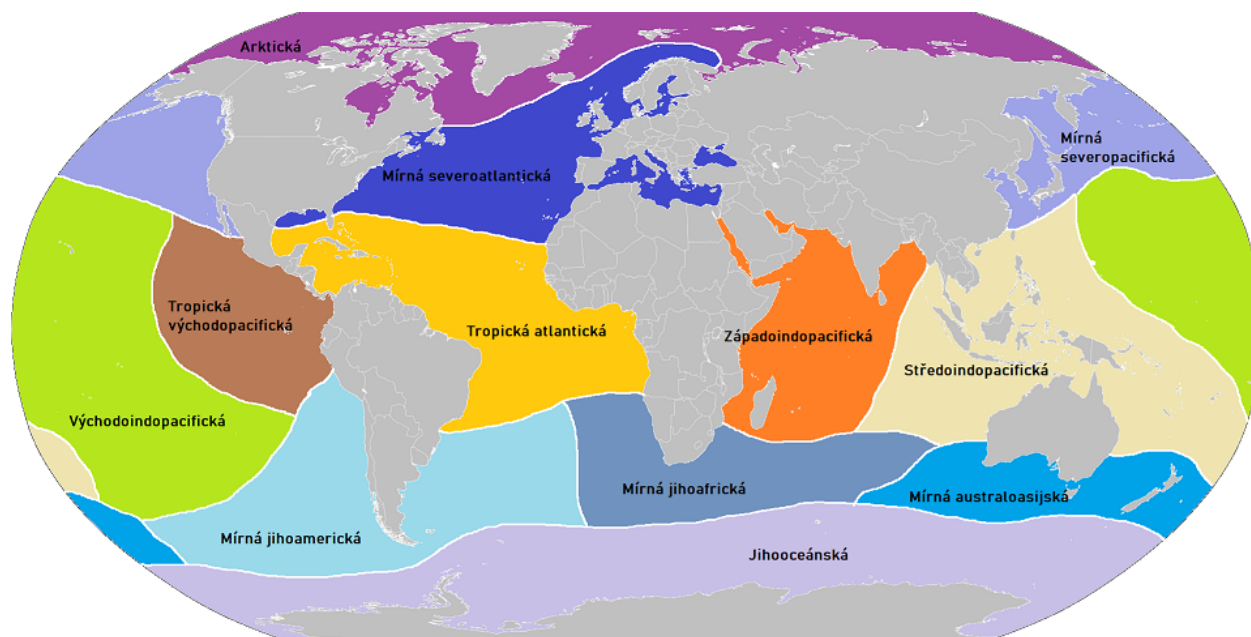 Arktická
Mírná
severopacifická
Mírná severoatlantická
Tropická
východopacifická
Tropická atlantická
Západoindopacifická
Středoindopacifická
Východoindopacifická
Mírná jihoafrická
Mírná australoasijská
Mírná jihoamerická
Jihooceánská